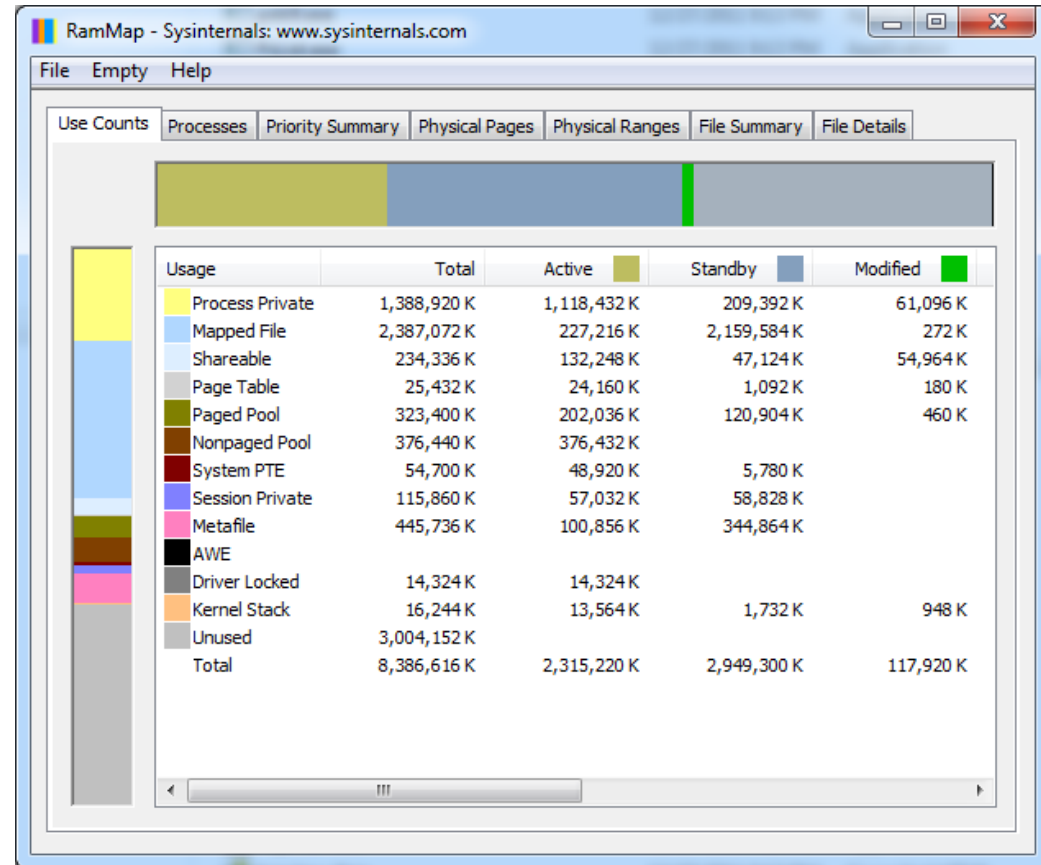 RamMap - Sysinternals: www.sysinternals.com
File Empty Help
Use Counts Processes Priority Summary Physical Pages Physical Ranges File Summary File Details
Usage Total Active Standby Modified
Process Private 1,388,920 K 1,118,432 K 209,392 K 61,096 K
Mapped File 2,387,072 K 227,216 K 2,159,584 K 272 K
Shareable 234,336 K 132,248 K 47,124 K 54,964 K
Page Table 25,432 K 24,160 K 1,092 K 180 K
Paged Pool 323,400 K 202,036 K 120,904 K 460 K
Nonpaged Pool 376,440 K 376,432 K
System PTE 54,700 K 48,920 K 5,780 K
Session Private 115,860 K 57,032 K 58,828 K
Metafile 445,736 K 100,856 K 344,864 K
AWE
Driver Locked 14,324 K 14,324 K
Kernel Stack 16,244 K 13,564 K 1,732 K 948 K
Unused 3,004,152 K
Total 8,386,616 K 2,315,220 K 2,949,300 K 117,920 K